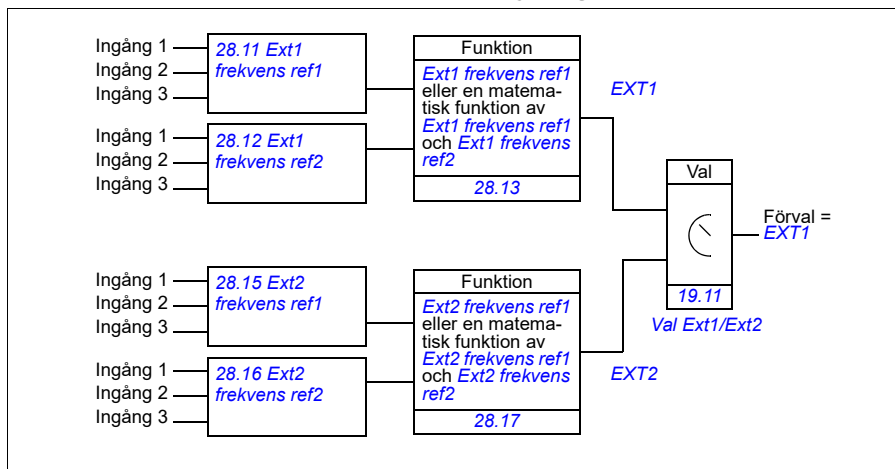 Ingång 1
Ingång 2
Ingång 3
28.11 Ext1
frekvens ref1
Ingång 1
Ingång 2
Ingång 3
28.12 Ext1
frekvens ref2
Funktion
Ext1 frekvens ref1
eller en matema-
tisk funktion av
Ext1 frekvens ref1
och Ext1 frekvens
ref2
28.13
EXT1
Val
19.11
Val Ext1/Ext2
Förval =
EXT1
Ingång 1
Ingång 2
Ingång 3
28.15 Ext2
frekvens ref1
Ingång 1
Ingång 2
Ingång 3
28.16 Ext2
frekvens ref2
Funktion
Ext2 frekvens ref1
eller en matema-
tisk funktion av
Ext2 frekvens ref1
och Ext2 frekvens
ref2
28.17
EXT2